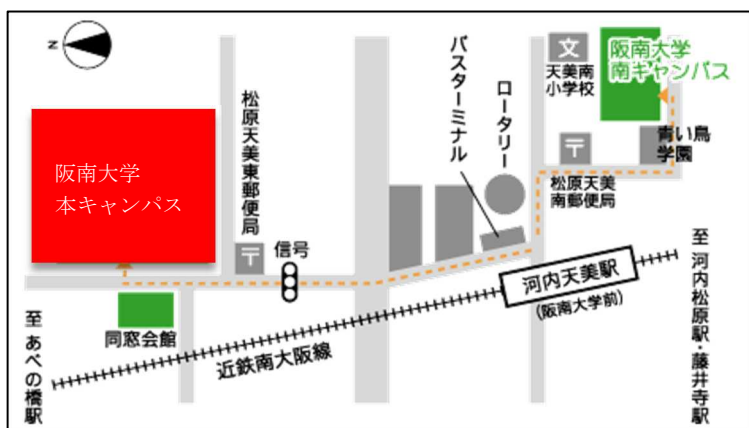 N
阪南大学
本キャンパス
松原天美東郵便局
〒
信号
同窓会館
至 あべの橋駅
近鉄南大阪線
バスターミナル
ロータリー
文
天美南
小学校
阪南大学
南キャンパス
〒
松原天美
南郵便局
青い鳥
学園
河内天美駅
(阪南大学前)
至 河内松原駅・藤井寺駅